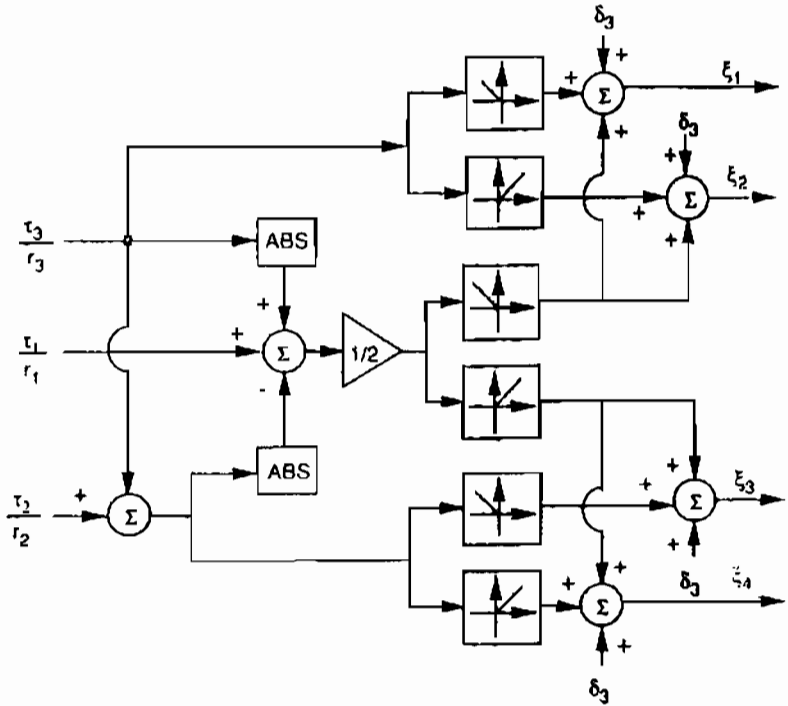 δ3
+
+ Σ ξ1
+
δ3
+
+ Σ ξ2
+
τ3
r3
ABS
+
τ1
r1
+ Σ 1/2
-
ABS
τ2
r2
+ Σ
+
+ Σ ξ3
+
δ3
+
+ Σ ξ4
+
δ3